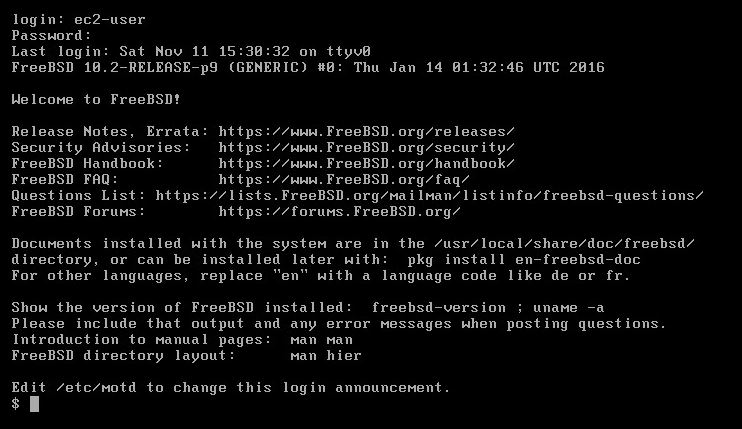 login: ec2-user
Password:
Last login: Sat Nov 11 15:30:32 on ttyv0
FreeBSD 10.2-RELEASE-p9 (GENERIC) #0: Thu Jan 14 01:32:46 UTC 2016

Welcome to FreeBSD!

Release Notes, Errata: https://www.FreeBSD.org/releases/
Security Advisories:   https://www.FreeBSD.org/security/
FreeBSD Handbook:      https://www.FreeBSD.org/handbook/
FreeBSD FAQ:           https://www.FreeBSD.org/faq/
Questions List: https://lists.FreeBSD.org/mailman/listinfo/freebsd-questions/
FreeBSD Forums:        https://forums.FreeBSD.org/

Documents installed with the system are in the /usr/local/share/doc/freebsd/
directory, or can be installed later with:  pkg install en-freebsd-doc
For other languages, replace "en" with a language code like de or fr.

Show the version of FreeBSD installed:  freebsd-version ; uname -a
Please include that output and any error messages when posting questions.
Introduction to manual pages:  man man
FreeBSD directory layout:      man hier

Edit /etc/motd to change this login announcement.
$